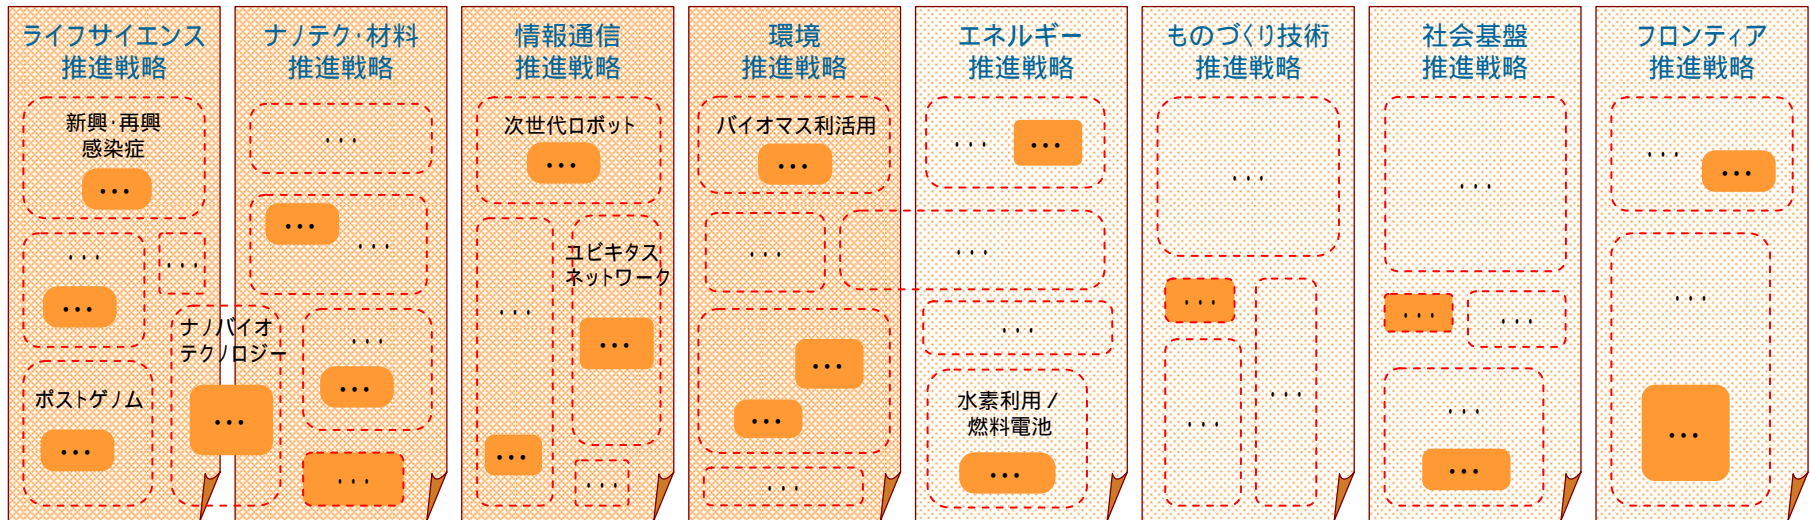 ライフサイエンス
推進戦略
新興・再興
感染症
・・・
・・・
・・・
・・・
ポストゲノム
・・・
ナノバイオ
テクノロジー
・・・
ナノテク・材料
推進戦略
・・・
・・・
・・・
・・・
・・・
・・・
情報通信
推進戦略
次世代ロボット
・・・
・・・
・・・
ユビキタス
ネットワーク
・・・
・・・
環境
推進戦略
バイオマス利活用
・・・
・・・
・・・
・・・
・・・
エネルギー
推進戦略
・・・
・・・
・・・
・・・
水素利用／
燃料電池
・・・
ものづくり技術
推進戦略
・・・
・・・
・・・
・・・
社会基盤
推進戦略
・・・
・・・
・・・
・・・
・・・
フロンティア
推進戦略
・・・
・・・
・・・
・・・